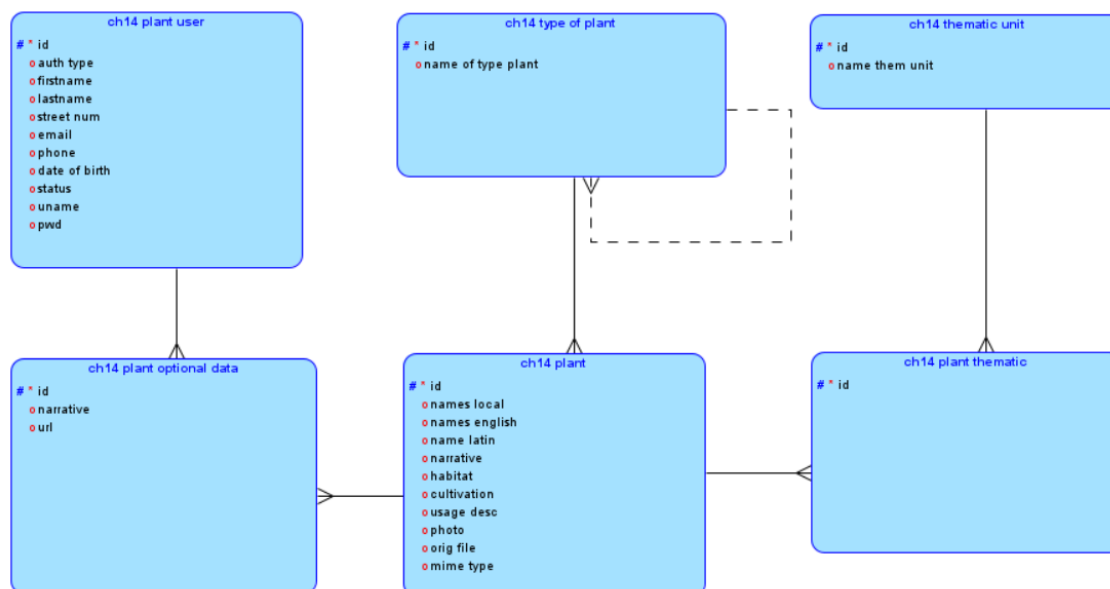 ch14 plant user
# * id
o auth type
o firstname
o lastname
o street num
o email
o phone
o date of birth
o status
o uname
o pwd
ch14 type of plant
# * id
o name of type plant
ch14 thematic unit
# * id
o name them unit
ch14 plant optional data
# * id
o narrative
o url
ch14 plant
# * id
o names local
o names english
o name latin
o narrative
o habitat
o cultivation
o usage desc
o photo
o orig file
o mime type
ch14 plant thematic
# * id